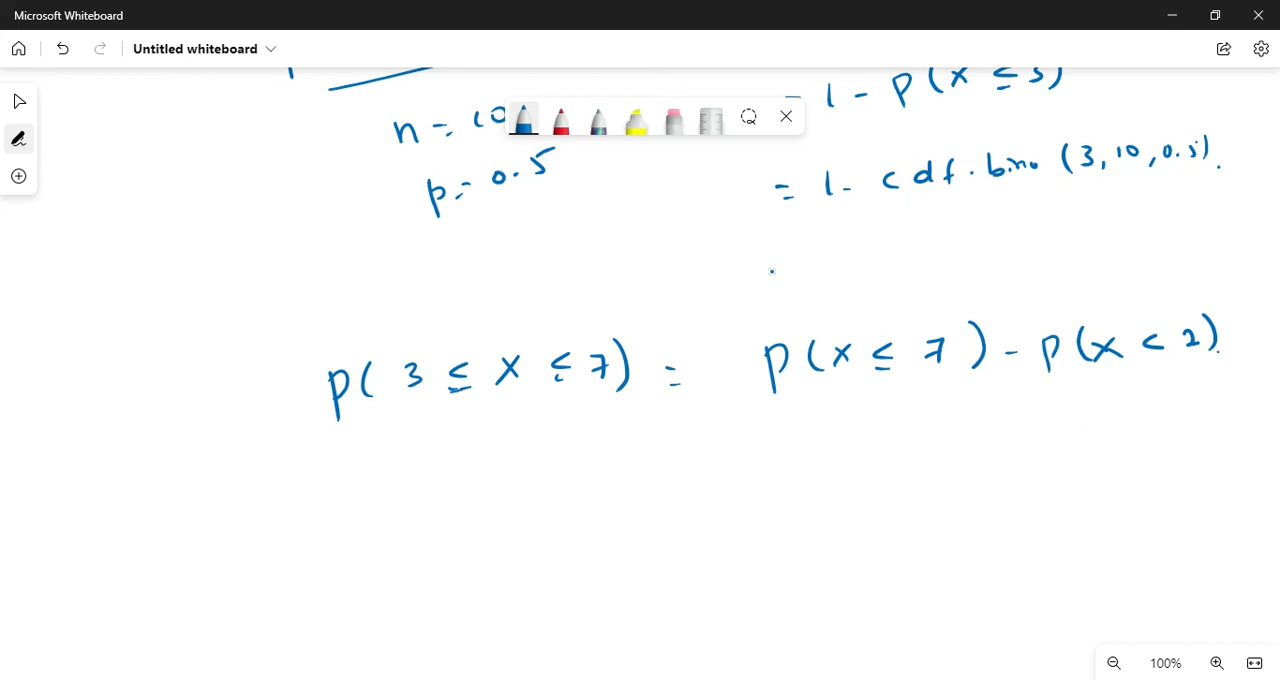 Microsoft Whiteboard
Untitled whiteboard
= 1 - P(X ≤ 3)
n = 10
p = 0.5
= 1 - cdf.bino (3, 10, 0.5).
P( 3 ≤ X ≤ 7) = P(X ≤ 7) - P(X < 2).
100%